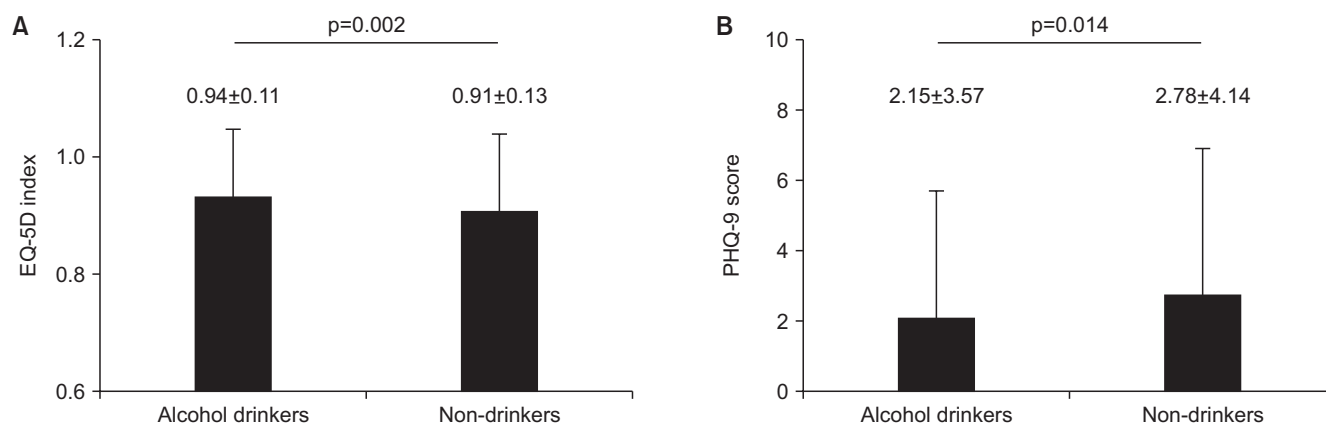 A
p=0.002
1.2
0.94±0.11
0.91±0.13
1.0
EQ-5D index
0.8
0.6
Alcohol drinkers
Non-drinkers
B
p=0.014
10
2.15±3.57
2.78±4.14
8
6
PHQ-9 score
4
2
0
Alcohol drinkers
Non-drinkers